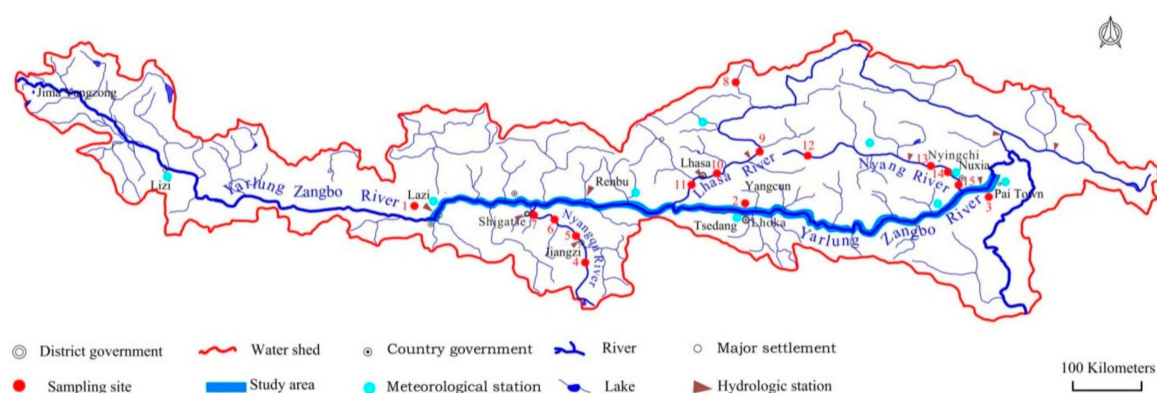 8
Jima Yangzong
9
12
Nyingchi
13
Nuxia
14
15
Lhasa
10
11
Lhasa River
Nyang River
Lizi
Yarlung Zangbo River
Lazi
1
Renbu
Yangcun
2
Pai Town
3
Shigatse
7
6
Nyangqu River
Tsedang
Lhoka
Yarlung Zangbo River
5
Jiangzi
4
District government
Water shed
Country government
River
Major settlement
Sampling site
Study area
Meteorological station
Lake
Hydrologic station
100 Kilometers